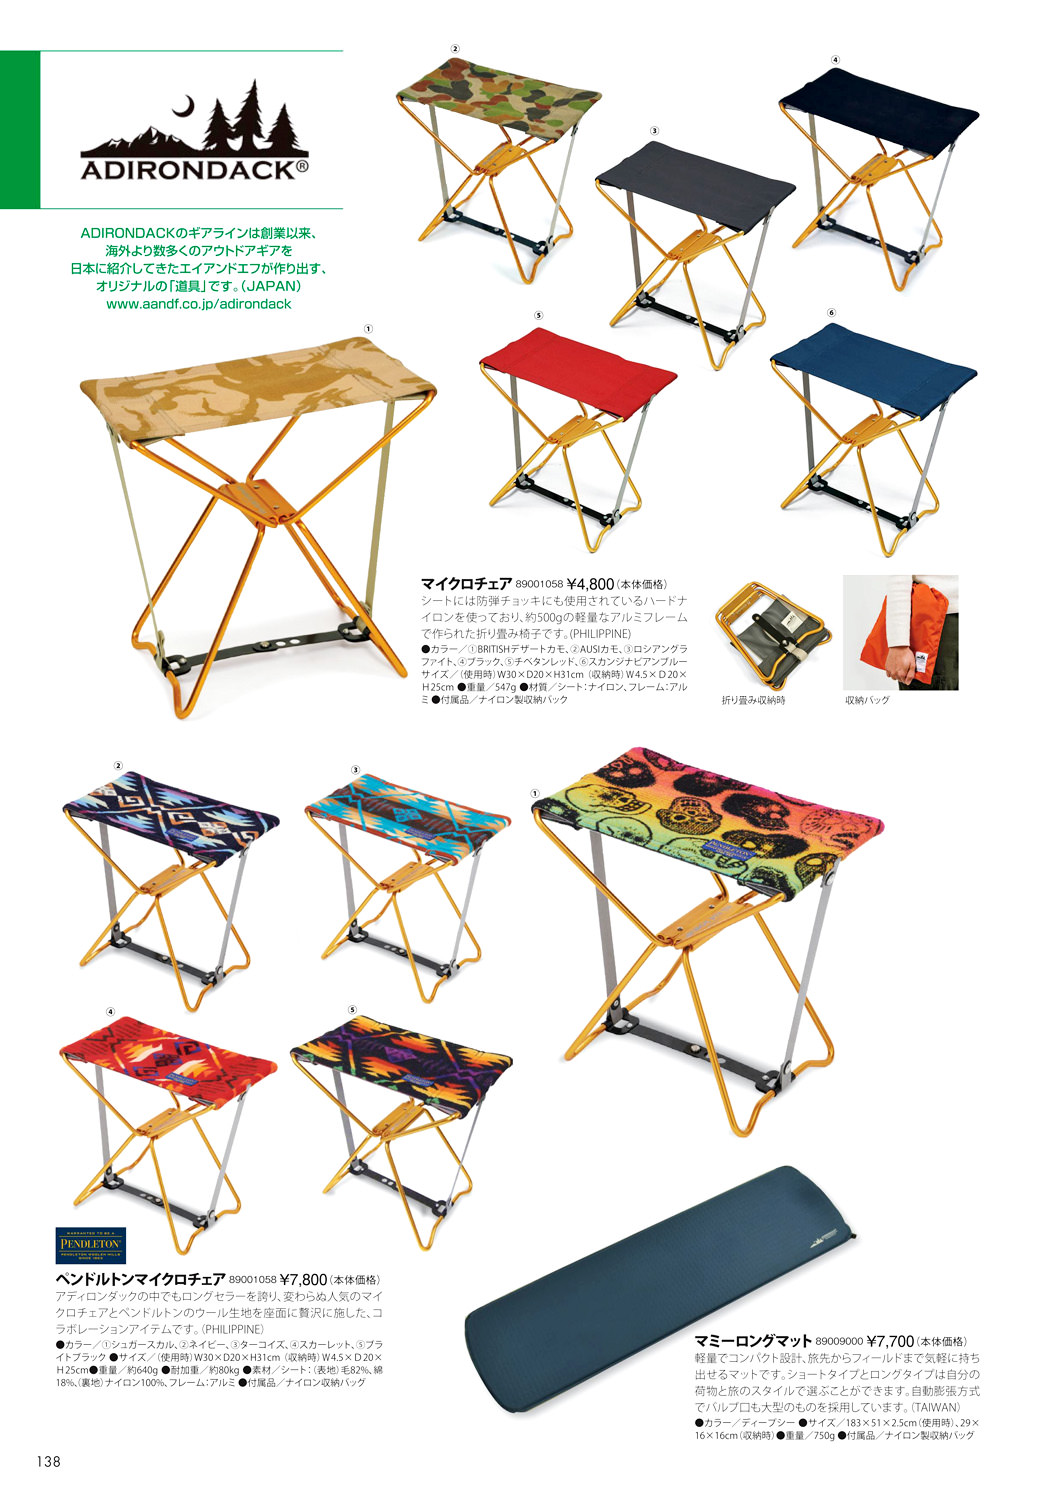 ADIRONDACK®
ADIRONDACKのギアラインは創業以来、
海外より数多くのアウトドアギアを
日本に紹介してきたエイアンドエフが作り出す、
オリジナルの「道具」です。(JAPAN)
www.aandf.co.jp/adirondack
②
④
③
①
⑤
⑥
マイクロチェア 89001058 ¥4,800(本体価格)
シートには防弾チョッキにも使用されているハードナ
イロンを使っており、約500gの軽量なアルミフレーム
で作られた折り畳み椅子です。(PHILIPPINE)
●カラー／①BRITISHデザートカモ、②AUSIカモ、③ロシアングラ
ファイト、④ブラック、⑤チベタンレッド、⑥スカンジナビアンブルー
サイズ／(使用時)W30×D20×H31cm (収納時)W4.5×D20×
H25cm ●重量／547g ●材質／シート:ナイロン、フレーム:アル
ミ ●付属品／ナイロン製収納バック
折り畳み収納時
収納バッグ
②
③
①
④
⑤
PENDLETON
WARRANTED TO BE A
PENDLETON®
PENDLETON WOOLEN MILLS
SINCE 1863
ペンドルトンマイクロチェア 89001058 ¥7,800(本体価格)
アディロンダックの中でもロングセラーを誇り、変わらぬ人気のマイ
クロチェアとペンドルトンのウール生地を座面に贅沢に施した、コ
ラボレーションアイテムです。(PHILIPPINE)
●カラー／①シュガースカル、②ネイビー、③ターコイズ、④スカーレット、⑤ブラ
イトブラック ●サイズ／(使用時)W30×D20×H31cm (収納時)W4.5×D20×
H25cm●重量／約640g ●耐加重／約80kg ●素材／シート:(表地)毛82%、綿
18%、(裏地)ナイロン100%、フレーム:アルミ ●付属品／ナイロン収納バッグ
マミーロングマット 89009000 ¥7,700(本体価格)
軽量でコンパクト設計、旅先からフィールドまで気軽に持ち
出せるマットです。ショートタイプとロングタイプは自分の
荷物と旅のスタイルで選ぶことができます。自動膨張方式
でバルブ口も大型のものを採用しています。(TAIWAN)
●カラー／ディープシー ●サイズ／183×51×2.5cm(使用時)、29×
16×16cm(収納時)●重量／750g ●付属品／ナイロン製収納バッグ
138